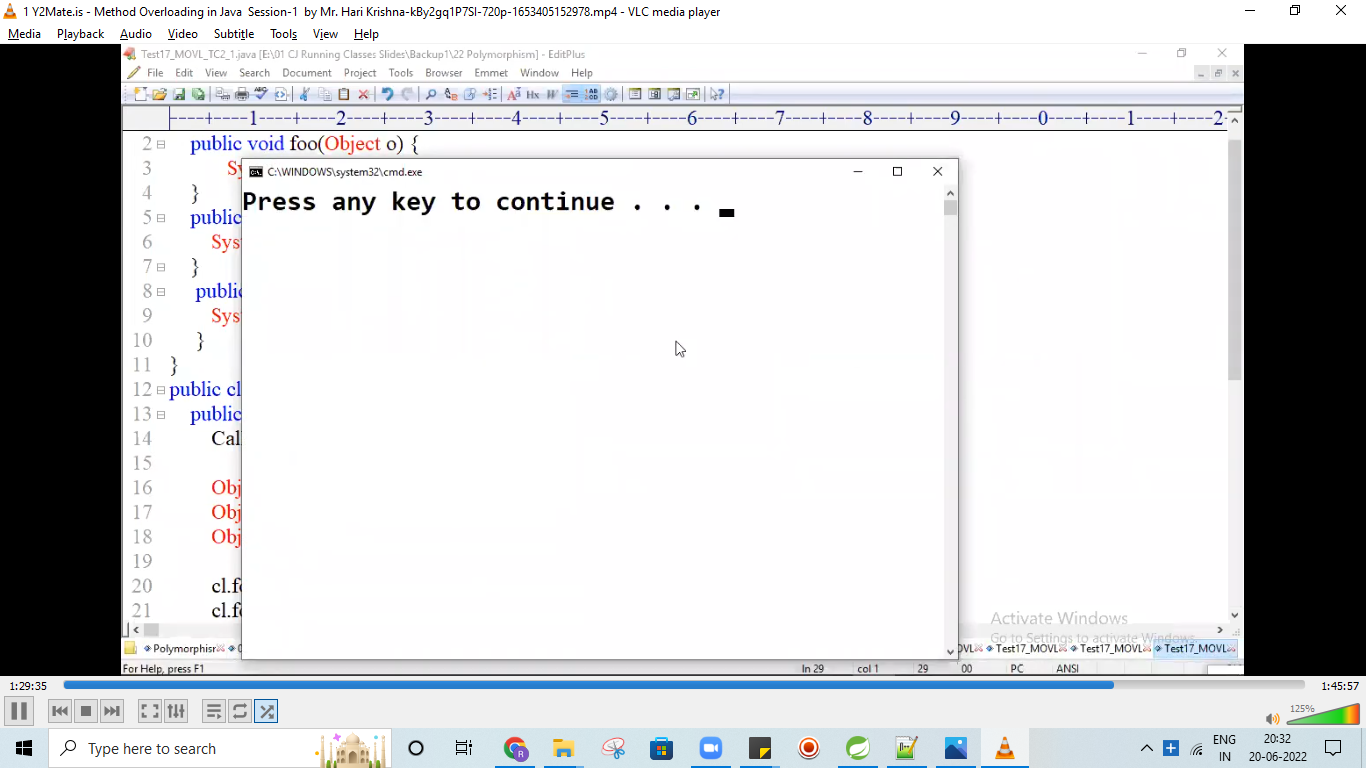 1 Y2Mate.is - Method Overloading in Java Session-1 by Mr. Hari Krishna-kBy2gq1P7SI-720p-1653405152978.mp4 - VLC media player
Media Playback Audio Video Subtitle Tools View Help
Test17_MOVL_TC2_1.java [E:\01 CJ Running Classes Slides\Backup1\22 Polymorphism] - EditPlus
File Edit View Search Document Project Tools Browser Emmet Window Help
----+----1----+----2----+----3----+----4----+----5----+----6----+----7----+----8----+----9----+----0----+----1----+----2-
2 public void foo(Object o) {
C:\WINDOWS\system32\cmd.exe
3 Sy
Press any key to continue . . . _
4 }
5 public
6 Sys
7 }
8 public
9 Sys
10 }
11 }
12 public cl
13 public
14 Cal
15
16 Obj
17 Obj
18 Obj
19
20 cl.fo
21 cl.fo
Activate Windows
Go to Settings to activate Windows.
Polymorphisr Test17_MOVL Test17_MOVL Test17_MOVL
For Help, press F1 ln 29 col 1 29 00 PC ANSI
1:29:35 1:45:57
125%
Type here to search
ENG
IN
20:32
20-06-2022